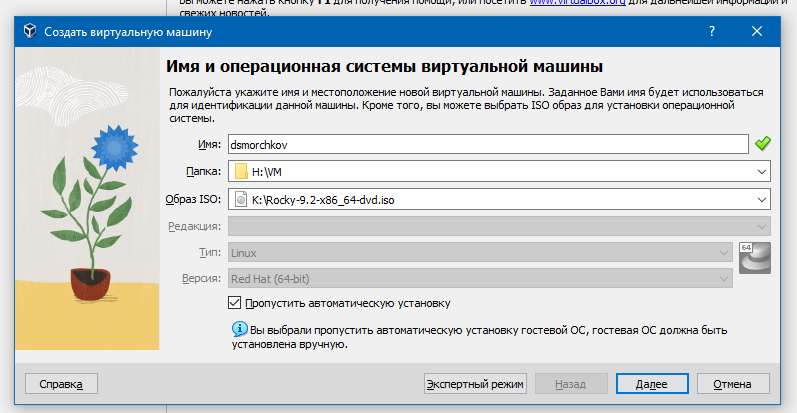 Вы можете нажать кнопку F1 для получения помощи, или посетить www.virtualbox.org для дальнейшей информации и
свежих новостей.
Создать виртуальную машину
?
Имя и операционная системы виртуальной машины
Пожалуйста укажите имя и местоположение новой виртуальной машины. Заданное Вами имя будет использоваться
для идентификации данной машины. Кроме того, вы можете выбрать ISO образ для установки операционной
системы.
Имя: dsmorchkov
Папка: H:\VM
Образ ISO: K:\Rocky-9.2-x86_64-dvd.iso
Редакция:
Тип: Linux
64
Версия: Red Hat (64-bit)
Пропустить автоматическую установку
Вы выбрали пропустить автоматическую установку гостевой ОС, гостевая ОС должна быть
установлена вручную.
Справка Экспертный режим Назад Далее Отмена